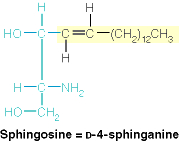 H H
HO C C C (CH2)12CH3
H
H C NH2
HO CH2
Sphingosine = D-4-sphinganine